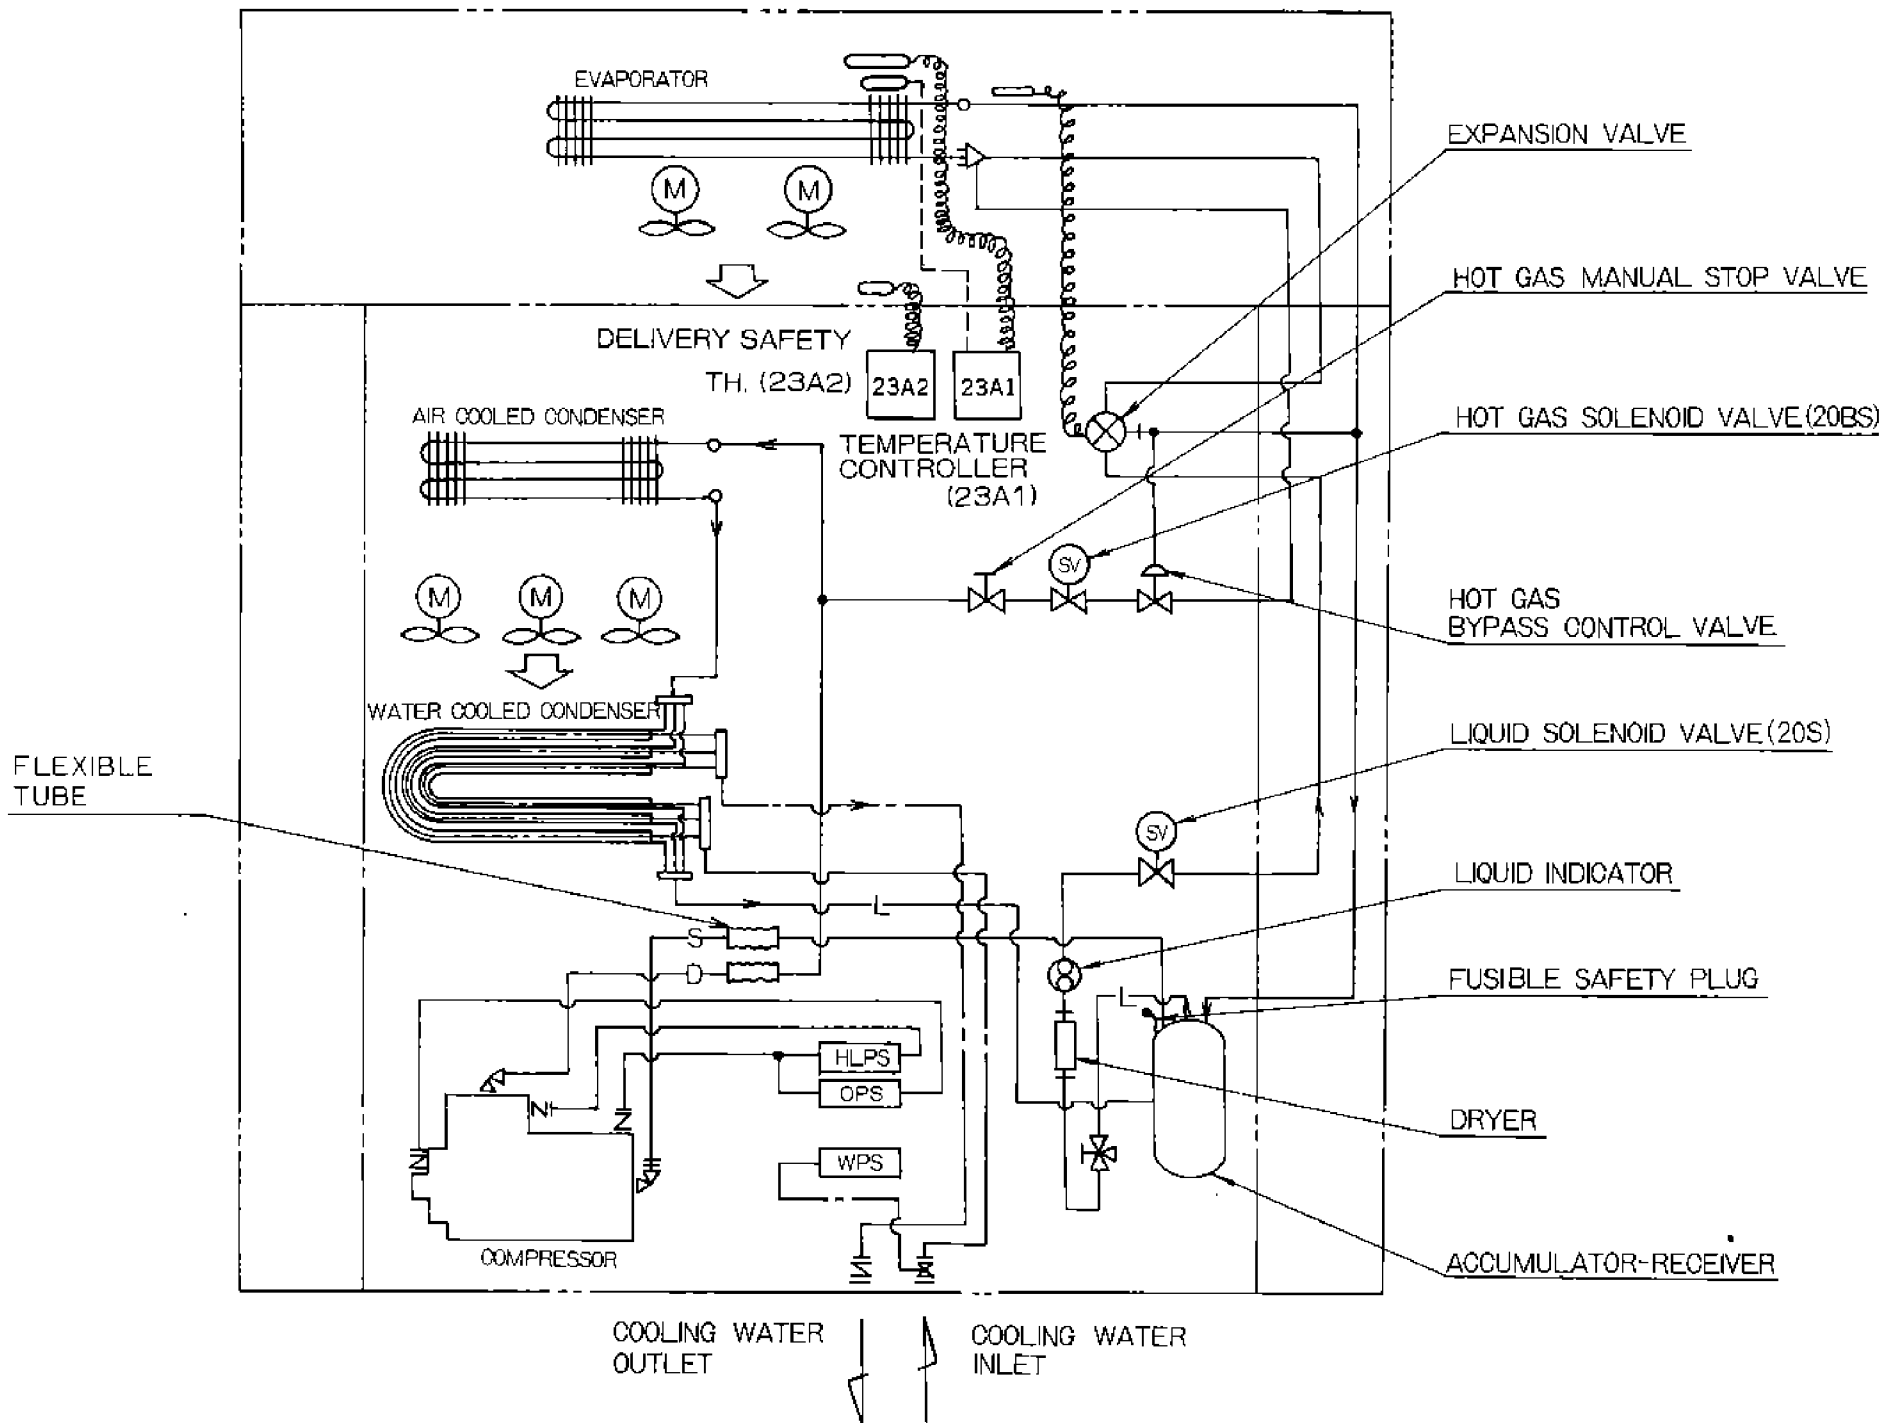 EVAPORATOR
M
M
EXPANSION VALVE
HOT GAS MANUAL STOP VALVE
DELIVERY SAFETY
TH. (23A2)
23A2
23A1
AIR COOLED CONDENSER
TEMPERATURE
CONTROLLER
(23A1)
HOT GAS SOLENOID VALVE(20BS)
SV
M
M
M
HOT GAS
BYPASS CONTROL VALVE
WATER COOLED CONDENSER
LIQUID SOLENOID VALVE(20S)
FLEXIBLE
TUBE
SV
LIQUID INDICATOR
L
S
D
FUSIBLE SAFETY PLUG
L
HLPS
OPS
DRYER
WPS
COMPRESSOR
ACCUMULATOR-RECEIVER
COOLING WATER
OUTLET
COOLING WATER
INLET